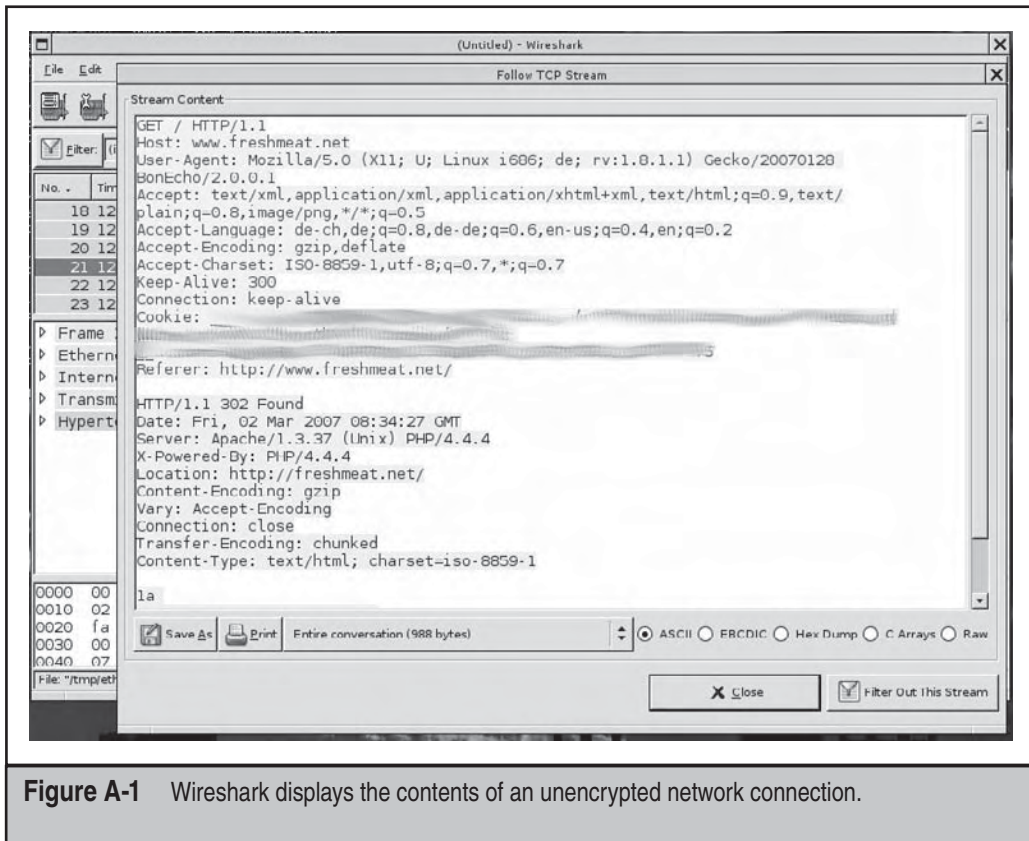 (Untitled) - Wireshark
File Edit
Follow TCP Stream
Stream Content
Filter: (i
No. . Tim
18 12
19 12
20 12
21 12
22 12
23 12
Frame
Ethern
Intern
Transm
Hypert
GET / HTTP/1.1
Host: www.freshmeat.net
User-Agent: Mozilla/5.0 (X11; U; Linux i686; de; rv:1.8.1.1) Gecko/20070128
BonEcho/2.0.0.1
Accept: text/xml,application/xml,application/xhtml+xml,text/html;q=0.9,text/
plain;q=0.8,image/png,*/*;q=0.5
Accept-Language: de-ch,de;q=0.8,de-de;q=0.6,en-us;q=0.4,en;q=0.2
Accept-Encoding: gzip,deflate
Accept-Charset: ISO-8859-1,utf-8;q=0.7,*;q=0.7
Keep-Alive: 300
Connection: keep-alive
Cookie:
Referer: http://www.freshmeat.net/
HTTP/1.1 302 Found
Date: Fri, 02 Mar 2007 08:34:27 GMT
Server: Apache/1.3.37 (Unix) PHP/4.4.4
X-Powered-By: PHP/4.4.4
Location: http://freshmeat.net/
Content-Encoding: gzip
Vary: Accept-Encoding
Connection: close
Transfer-Encoding: chunked
Content-Type: text/html; charset=iso-8859-1
1a
0000 00
0010 02
0020 fa
0030 00
0040 07
Save As Print Entire conversation (988 bytes) ASCII EBCDIC Hex Dump C Arrays Raw
File: "/tmp/eth
Close Filter Out This Stream
Figure A-1 Wireshark displays the contents of an unencrypted network connection.